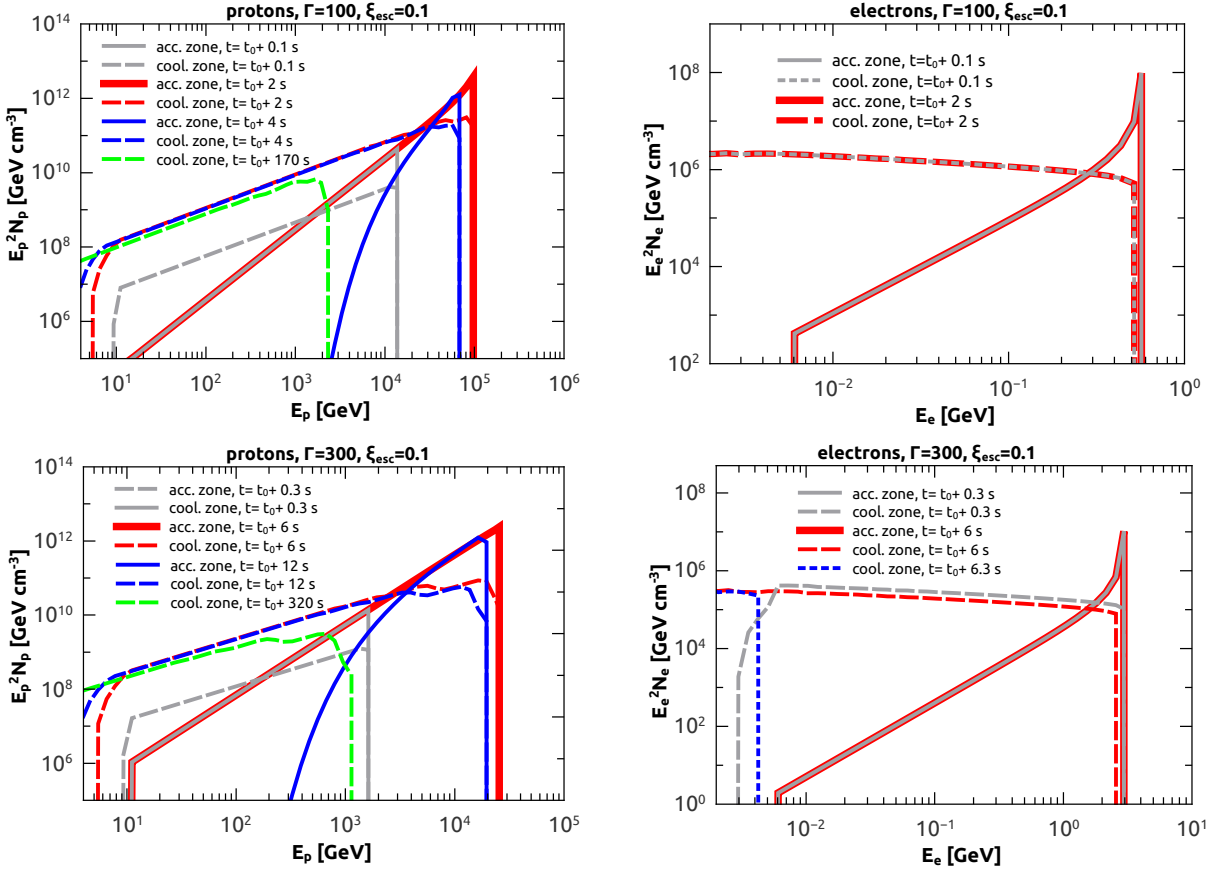 protons, Γ=100, ξesc=0.1
electrons, Γ=100, ξesc=0.1
10^14
10^12
10^10
10^8
10^6
Ep^2Np [GeV cm^-3]
acc. zone, t= t0+ 0.1 s
cool. zone, t= t0+ 0.1 s
acc. zone, t= t0+ 2 s
cool. zone, t= t0+ 2 s
acc. zone, t= t0+ 4 s
cool. zone, t= t0+ 4 s
cool. zone, t= t0+ 170 s
10^1 10^2 10^3 10^4 10^5 10^6
Ep [GeV]
10^8
10^6
10^4
10^2
Ee^2Ne [GeV cm^-3]
acc. zone, t=t0+ 0.1 s
cool. zone, t=t0+ 0.1 s
acc. zone, t=t0+ 2 s
cool. zone, t=t0+ 2 s
10^-2 10^-1 10^0
Ee [GeV]
protons, Γ=300, ξesc=0.1
electrons, Γ=300, ξesc=0.1
10^14
10^12
10^10
10^8
10^6
Ep^2Np [GeV cm^-3]
acc. zone, t= t0+ 0.3 s
cool. zone, t= t0+ 0.3 s
acc. zone, t= t0+ 6 s
cool. zone, t= t0+ 6 s
acc. zone, t= t0+ 12 s
cool. zone, t= t0+ 12 s
cool. zone, t= t0+ 320 s
10^1 10^2 10^3 10^4 10^5
Ep [GeV]
10^8
10^6
10^4
10^2
10^0
Ee^2Ne [GeV cm^-3]
acc. zone, t= t0+ 0.3 s
cool. zone, t= t0+ 0.3 s
acc. zone, t= t0+ 6 s
cool. zone, t=t0+ 6 s
cool. zone, t=t0+ 6.3 s
10^-2 10^-1 10^0 10^1
Ee [GeV]